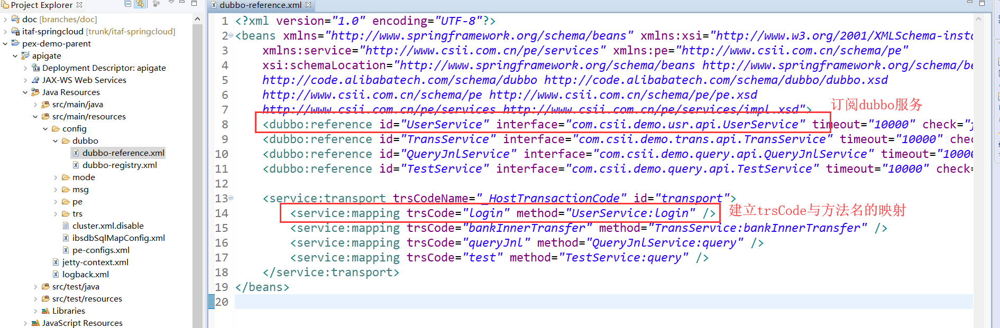 Project Explorer
doc [branches/doc]
itaf-springcloud [trunk/itaf-springcloud]
pex-demo-parent
apigate
Deployment Descriptor: apigate
JAX-WS Web Services
Java Resources
src/main/java
src/main/resources
config
dubbo
dubbo-reference.xml
dubbo-registry.xml
mode
msg
pe
trs
cluster.xml.disable
ibsdbSqlMapConfig.xml
pe-configs.xml
jetty-context.xml
logback.xml
src/test/java
src/test/resources
Libraries
JavaScript Resources
dubbo-reference.xml
1 <?xml version="1.0" encoding="UTF-8"?>
2 <beans xmlns="http://www.springframework.org/schema/beans" xmlns:xsi="http://www.w3.org/2001/XMLSchema-insta
3 xmlns:service="http://www.csii.com.cn/pe/services" xmlns:pe="http://www.csii.com.cn/schema/pe"
4 xsi:schemaLocation="http://www.springframework.org/schema/beans http://www.springframework.org/schema/be
5 http://code.alibabatech.com/schema/dubbo http://code.alibabatech.com/schema/dubbo/dubbo.xsd
6 http://www.csii.com.cn/schema/pe http://www.csii.com.cn/schema/pe/pe.xsd
7 http://www.csii.com.cn/pe/services http://www.csii.com.cn/pe/services/impl.xsd">
订阅dubbo服务
8 <dubbo:reference id="UserService" interface="com.csii.demo.usr.api.UserService" timeout="10000" check="f
9 <dubbo:reference id="TransService" interface="com.csii.demo.trans.api.TransService" timeout="10000" chec
10 <dubbo:reference id="QueryJnlService" interface="com.csii.demo.query.api.QueryJnlService" timeout="10000
11 <dubbo:reference id="TestService" interface="com.csii.demo.query.api.TestService" timeout="10000" check=
12
13 <service:transport trsCodeName="_HostTransactionCode" id="transport">
14 <service:mapping trsCode="login" method="UserService:login" />
建立trsCode与方法名的映射
15 <service:mapping trsCode="bankInnerTransfer" method="TransService:bankInnerTransfer" />
16 <service:mapping trsCode="queryJnl" method="QueryJnlService:query" />
17 <service:mapping trsCode="test" method="TestService:query" />
18 </service:transport>
19 </beans>
20